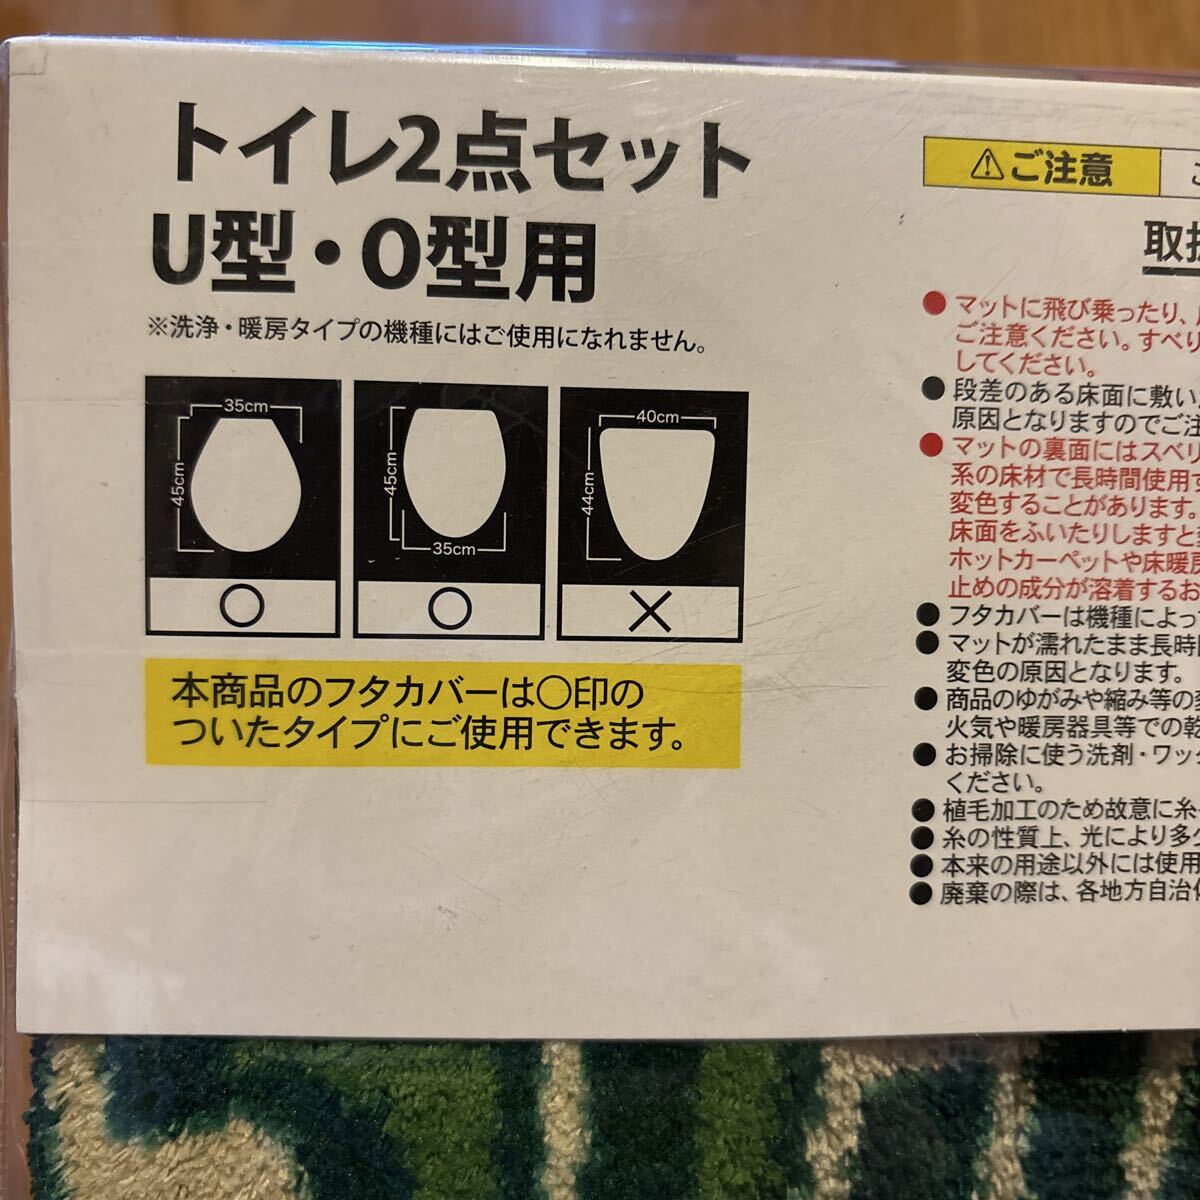 トイレ2点セット
U型・O型用
※洗浄・暖房タイプの機種にはご使用になれません。
35cm
45cm
45cm
35cm
40cm
44cm
○
○
×
本商品のフタカバーは○印の
ついたタイプにご使用できます。
⚠ご注意
取扱
●マットに飛び乗ったり、
ご注意ください。すべり
してください。
●段差のある床面に敷い
原因となりますのでご注
●マットの裏面にはスベリ
系の床材で長時間使用す
変色することがあります。
床面をふいたりしますと
ホットカーペットや床暖房
止めの成分が溶着するお
●フタカバーは機種によっ
●マットが濡れたまま長時間
変色の原因となります。
●商品のゆがみや縮み等の
火気や暖房器具等での乾
●お掃除に使う洗剤・ワッ
ください。
●植毛加工のため故意に糸
●糸の性質上、光により多少
●本来の用途以外には使用
●廃棄の際は、各地方自治体